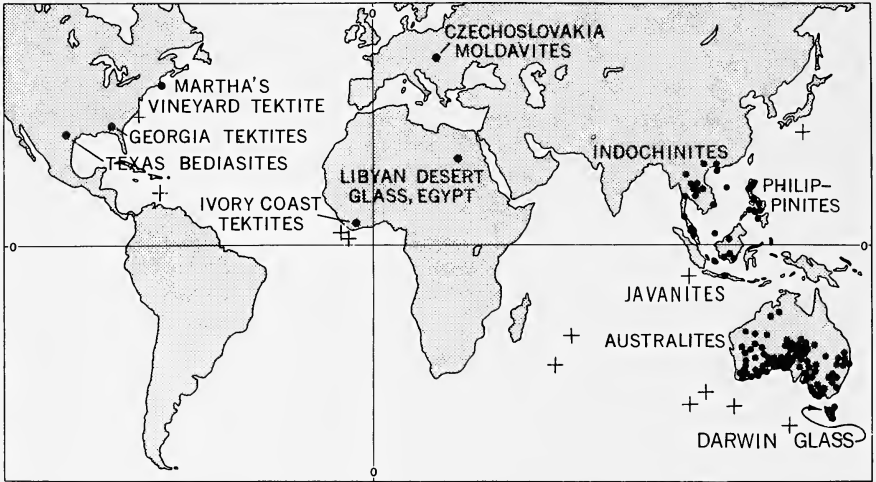 0
CZECHOSLOVAKIA
MOLDAVITES
MARTHA'S
VINEYARD TEKTITE
GEORGIA TEKTITES
TEXAS BEDIASITES
LIBYAN DESERT
GLASS, EGYPT
IVORY COAST
TEKTITES
INDOCHINITES
PHILIP-
PINITES
0
0
JAVANITES
AUSTRALITES
DARWIN GLASS
0